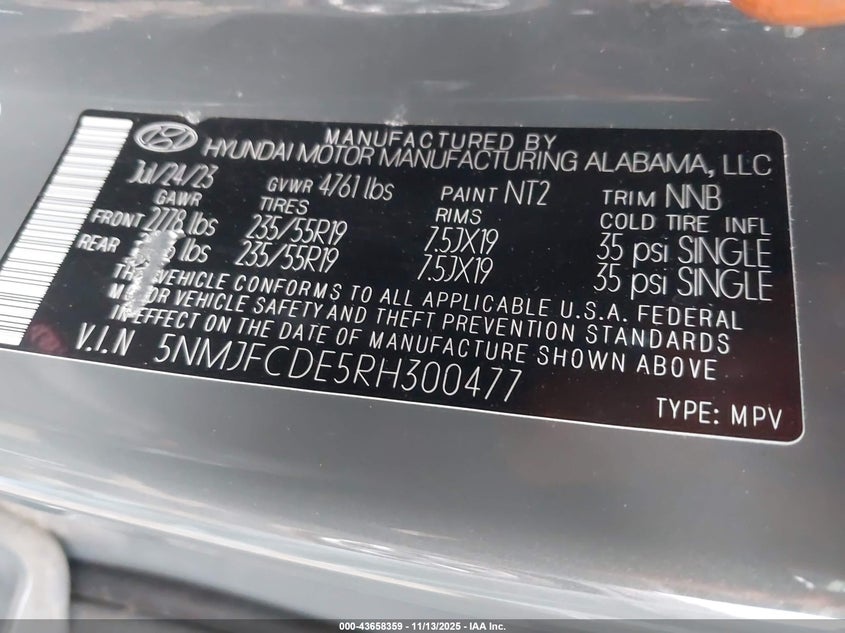 MANUFACTURED BY
HYUNDAI MOTOR MANUFACTURING ALABAMA, LLC
Jul/24/23 GVWR 4761 lbs PAINT NT2 TRIM NNB
GAWR TIRES RIMS COLD TIRE INFL
FRONT 2778 lbs 235/55R19 7.5JX19 35 psi SINGLE
REAR lbs 235/55R19 7.5JX19 35 psi SINGLE
VEHICLE CONFORMS TO ALL APPLICABLE U.S.A. FEDERAL
VEHICLE SAFETY AND THEFT PREVENTION STANDARDS
IN EFFECT ON THE DATE OF MANUFACTURE SHOWN ABOVE
V.I.N 5NMJFCDE5RH300477
TYPE: MPV
000-43658359 - 11/13/2025 - IAA Inc.